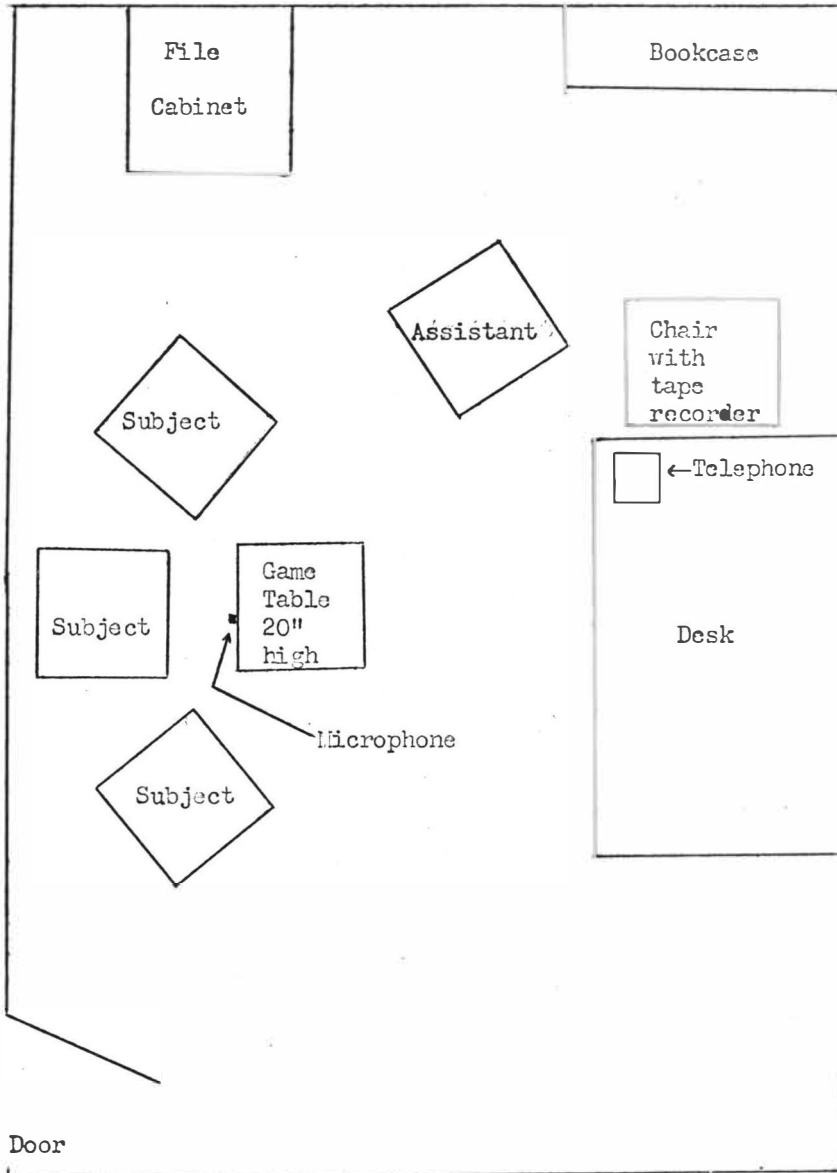 File
Cabinet
Bookcase
Assistant
Chair
with
tape
recorder
Subject
←Telephone
Game
Table
20"
high
Subject
Desk
Microphone
Subject
Door